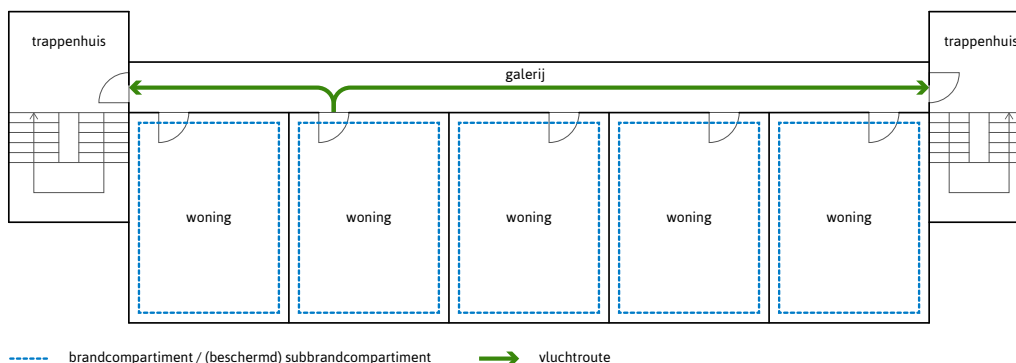 trappenhuis
trappenhuis
galerij
woning
woning
woning
woning
woning
brandcompartiment / (beschermd) subbrandcompartiment
vluchtroute